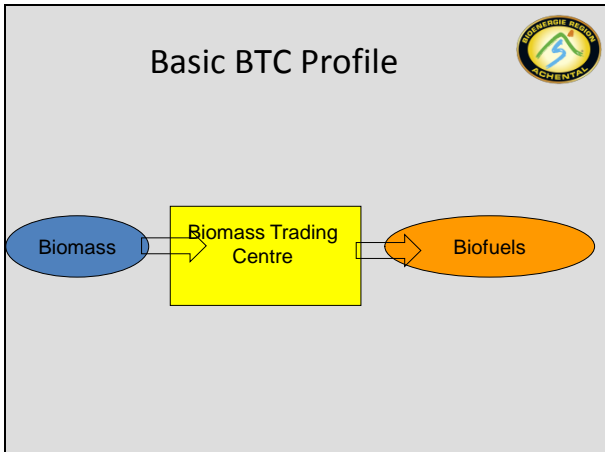 Basic BTC Profile
BIOENERGIE REGION
ACHENTAL
Biomass
Biomass Trading
Centre
Biofuels